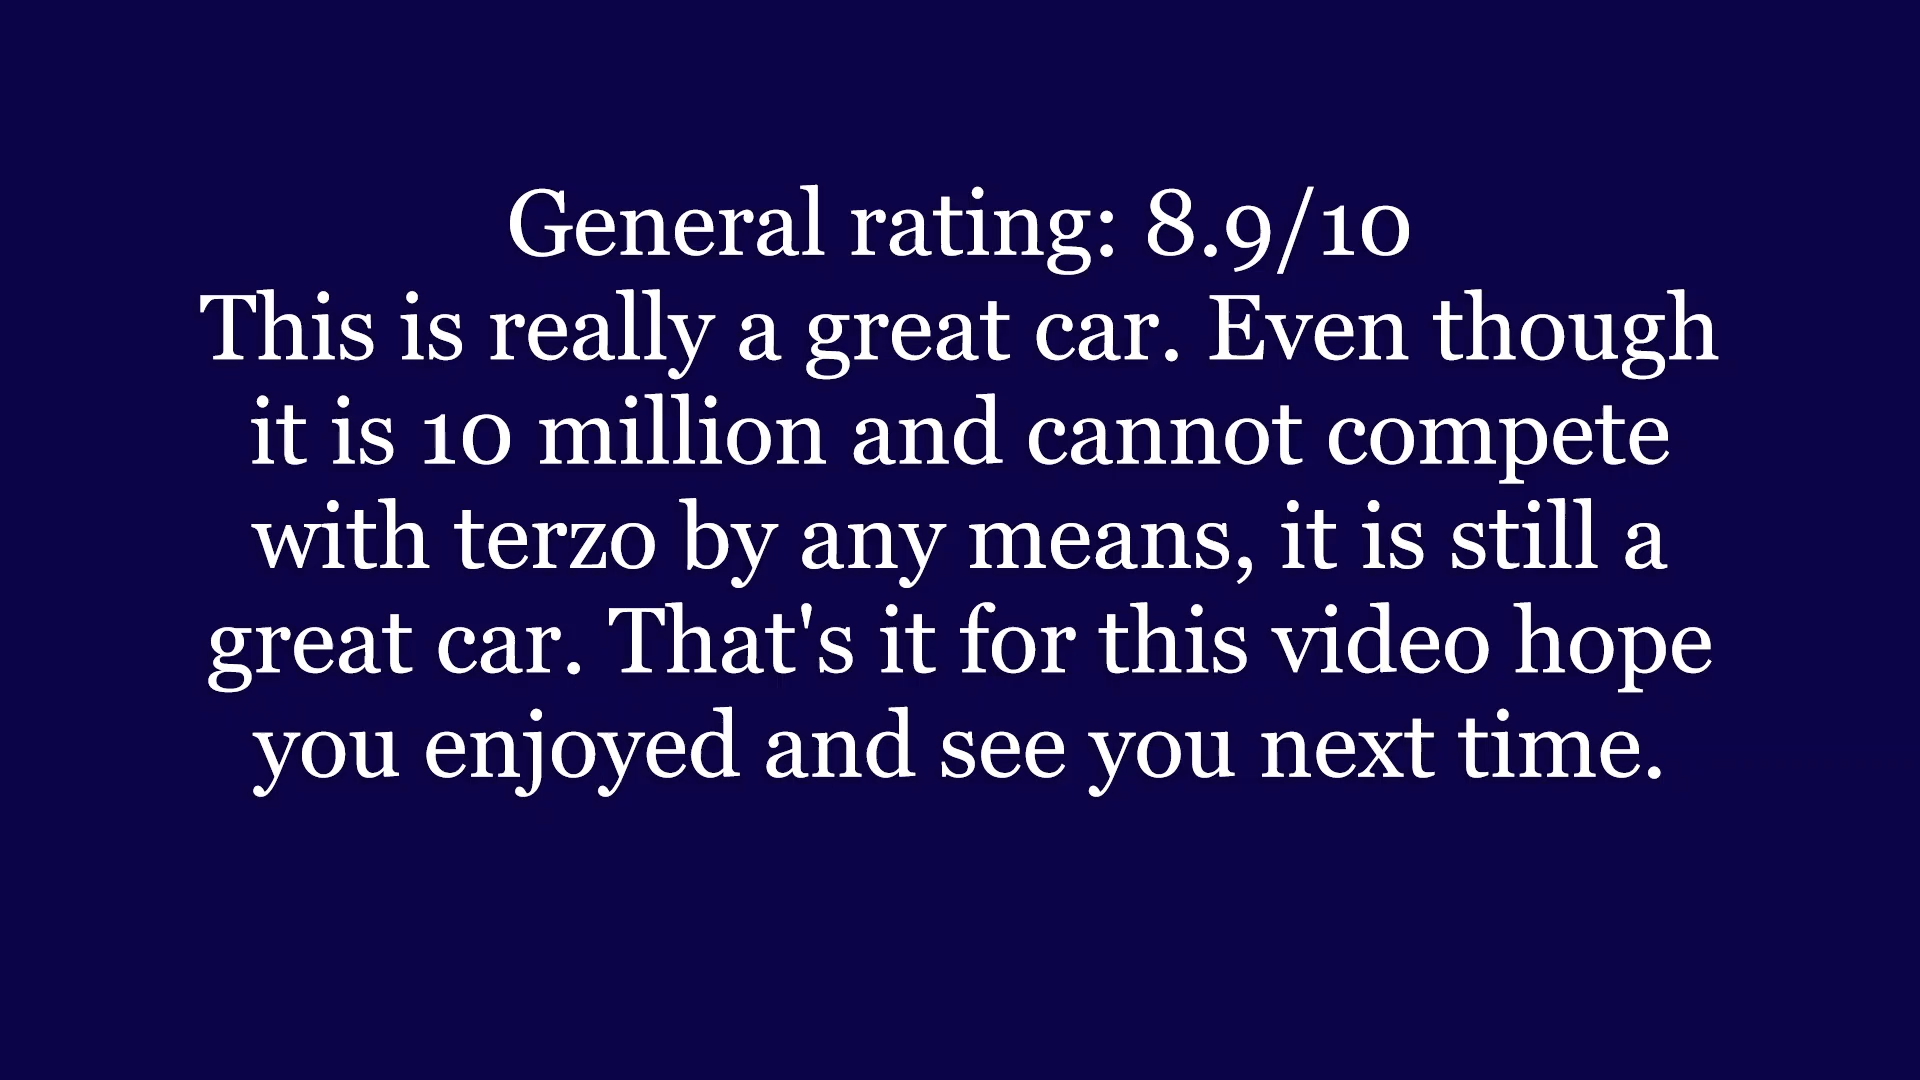 General rating: 8.9/10
This is really a great car. Even though
it is 10 million and cannot compete
with terzo by any means, it is still a
great car. That's it for this video hope
you enjoyed and see you next time.